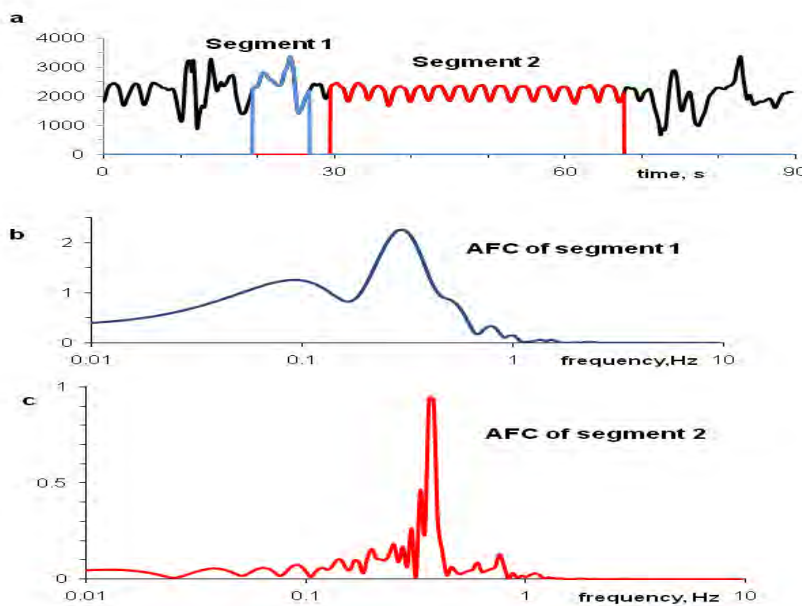 a
Segment 1
Segment 2
4000
3000
2000
1000
0
0 30 60 90
time, s
b
AFC of segment 1
2
1
0
0.01 0.1 1 10
frequency,Hz
c
AFC of segment 2
1
0.5
0
0.01 0.1 1 10
frequency, Hz